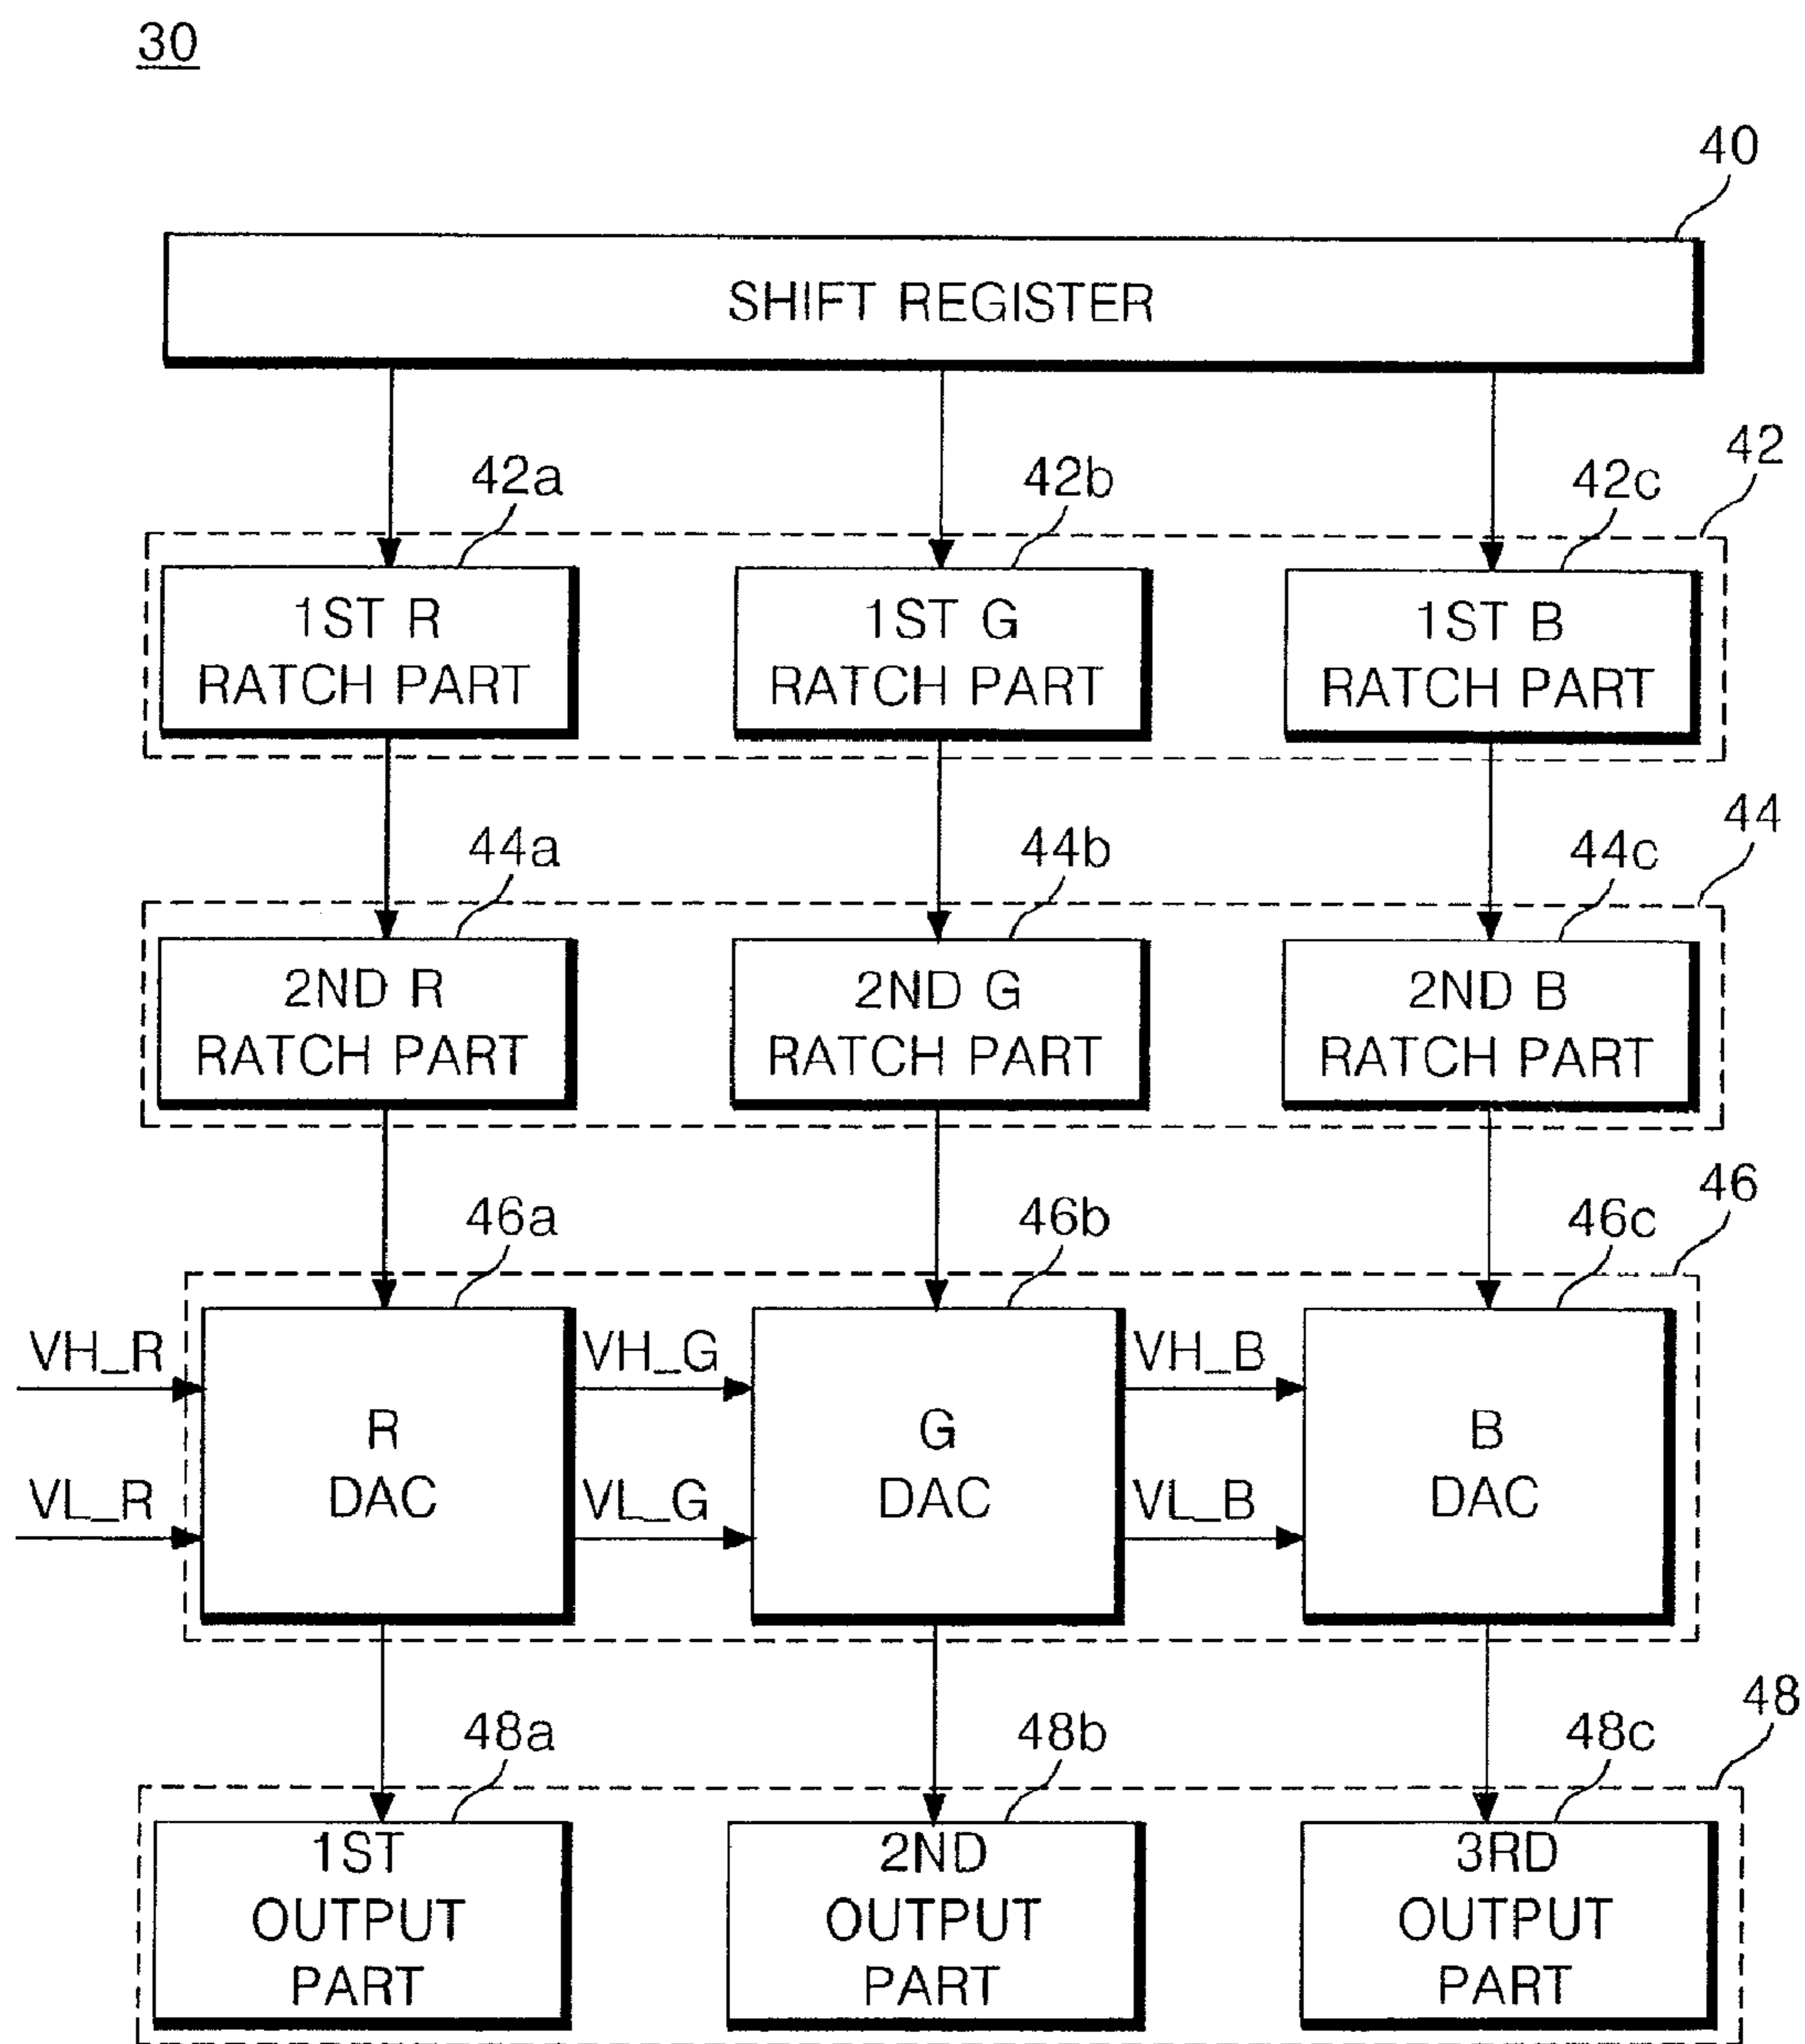 30
40
SHIFT REGISTER
42
42a
42b
42c
1ST R
RATCH PART
1ST G
RATCH PART
1ST B
RATCH PART
44
44a
44b
44c
2ND R
RATCH PART
2ND G
RATCH PART
2ND B
RATCH PART
46
46a
46b
46c
VH_R
VL_R
R
DAC
VH_G
VL_G
G
DAC
VH_B
VL_B
B
DAC
48
48a
48b
48c
1ST
OUTPUT
PART
2ND
OUTPUT
PART
3RD
OUTPUT
PART